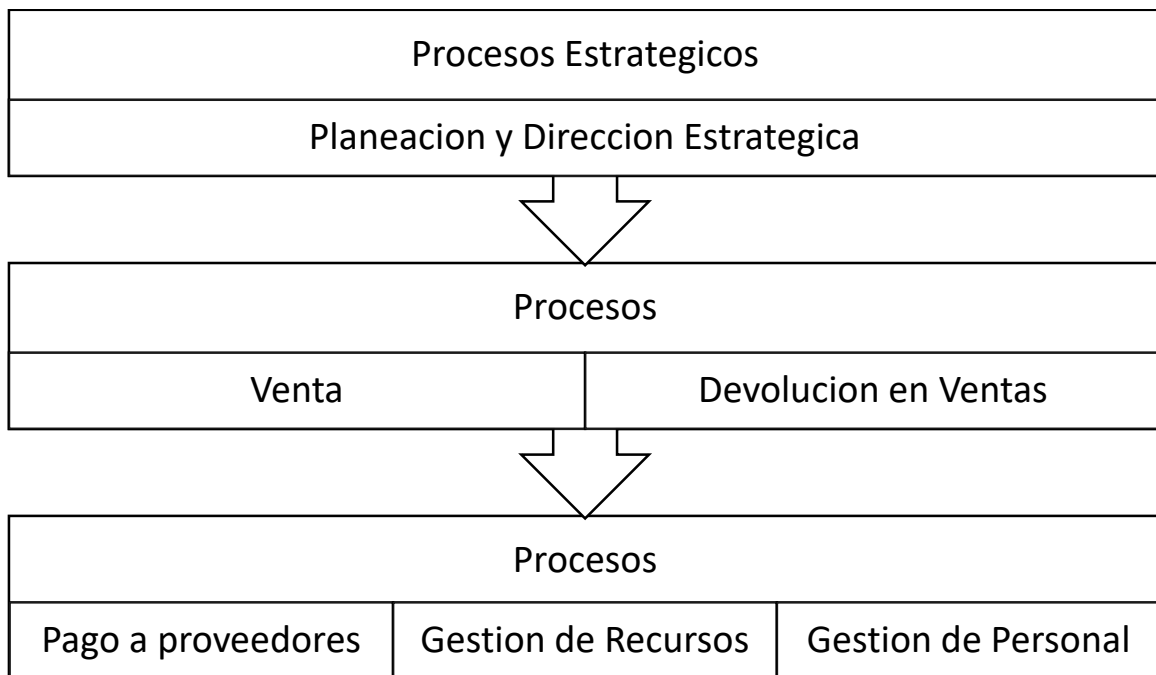 Procesos Estrategicos
Planeacion y Direccion Estrategica
Procesos
Venta
Devolucion en Ventas
Procesos
Pago a proveedores
Gestion de Recursos
Gestion de Personal